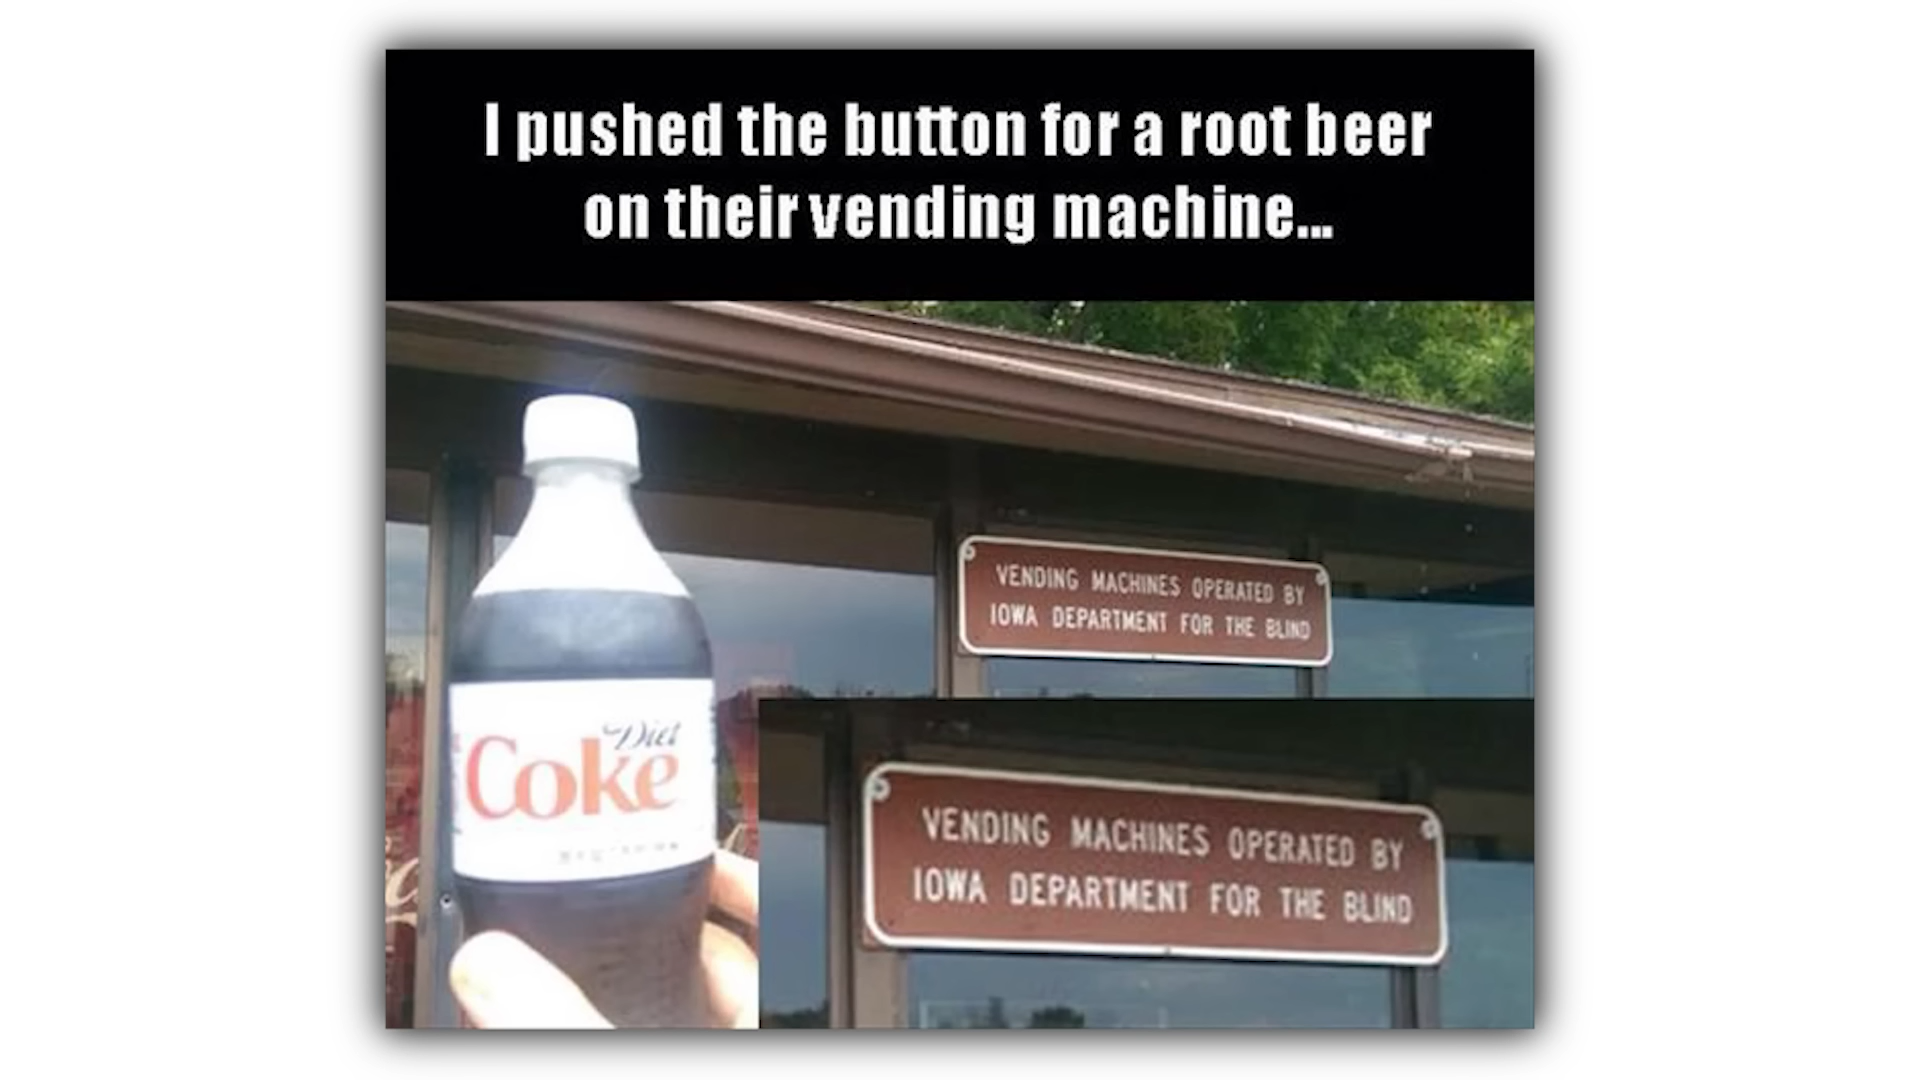 I pushed the button for a root beer
on their vending machine...
VENDING MACHINES OPERATED BY
IOWA DEPARTMENT FOR THE BLIND
Diet
Coke
VENDING MACHINES OPERATED BY
IOWA DEPARTMENT FOR THE BLIND